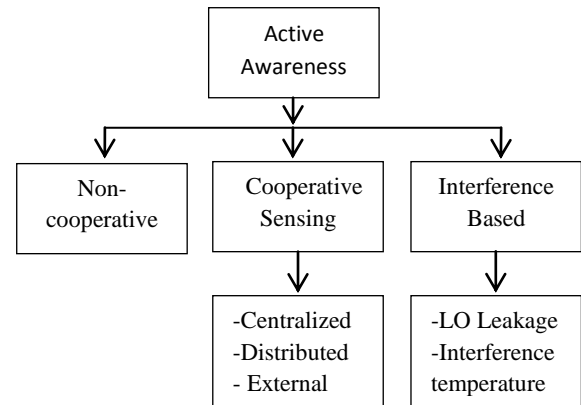 Active
Awareness
Non-
cooperative
Cooperative
Sensing
Interference
Based
-Centralized
-Distributed
- External
-LO Leakage
-Interference
temperature